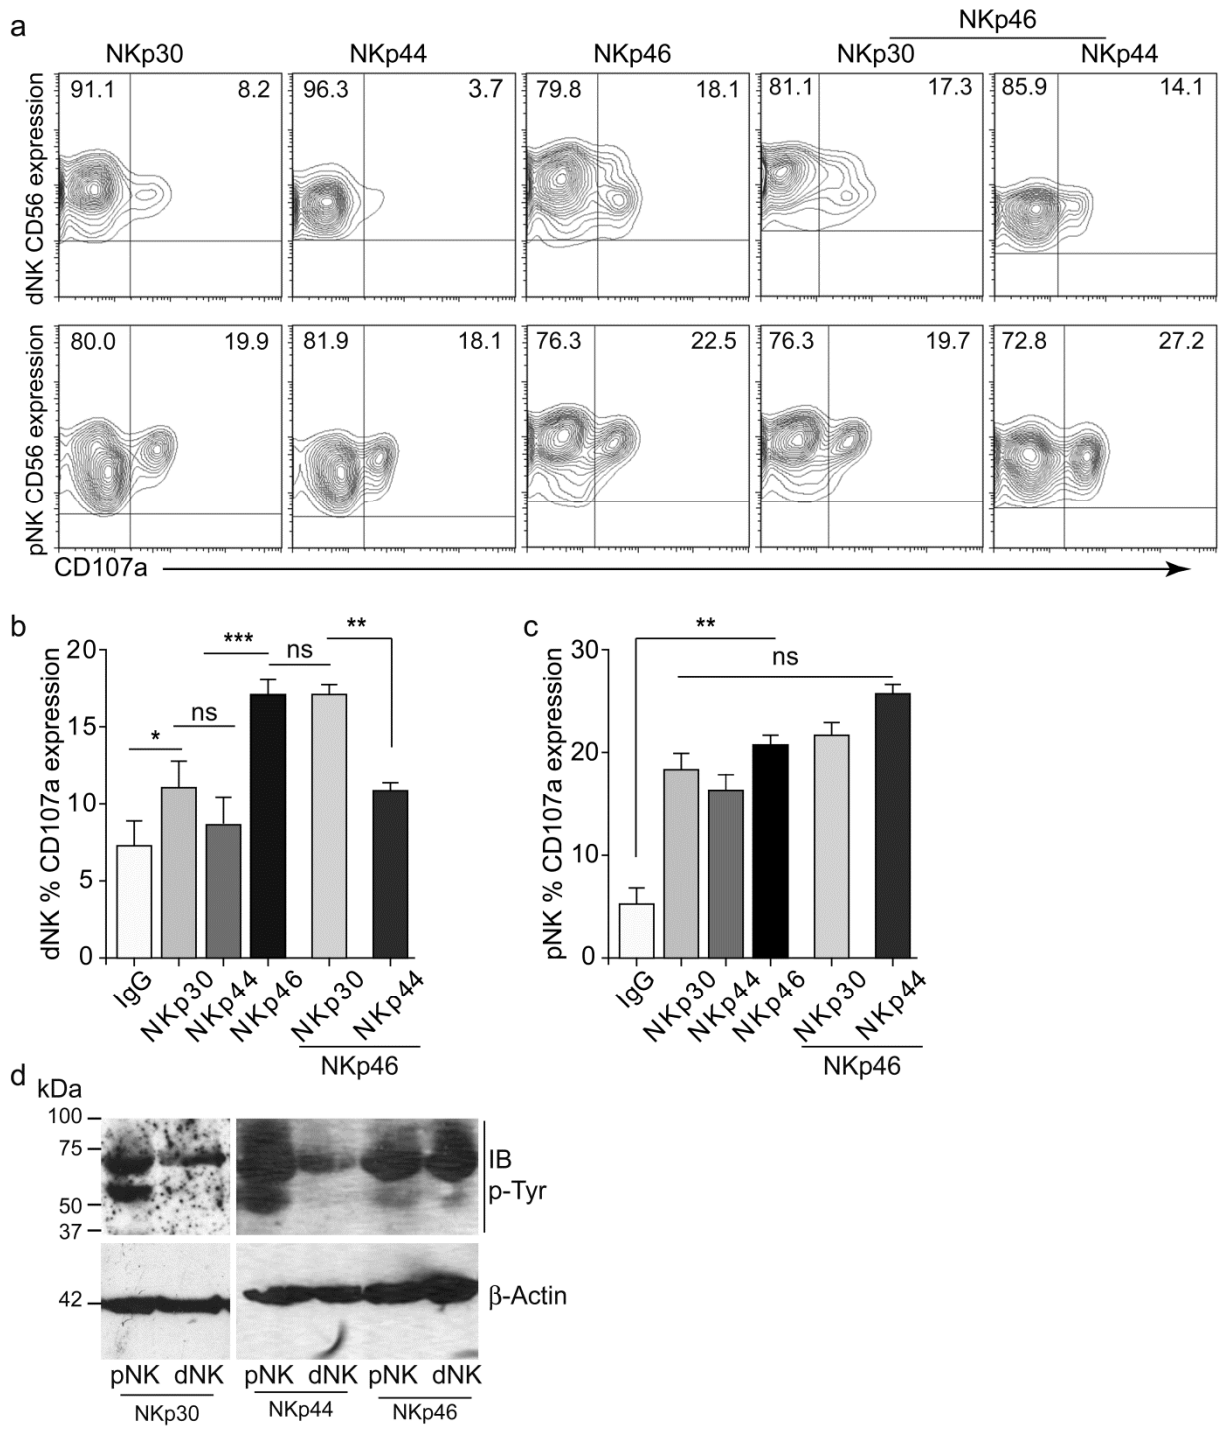 a
NKp46
NKp30 NKp44 NKp46 NKp30 NKp44
dNK CD56 expression
91.1 8.2 96.3 3.7 79.8 18.1 81.1 17.3 85.9 14.1
pNK CD56 expression
80.0 19.9 81.9 18.1 76.3 22.5 76.3 19.7 72.8 27.2
CD107a
b
dNK % CD107a expression
20
15
10
5
0
*
ns
***
ns
**
IgG NKp30 NKp44 NKp46 NKp30 NKp44
NKp46
c
pNK % CD107a expression
30
20
10
0
**
ns
IgG NKp30 NKp44 NKp46 NKp30 NKp44
NKp46
d
kDa
100
75
50
37
IB
p-Tyr
42
β-Actin
pNK dNK pNK dNK pNK dNK
NKp30 NKp44 NKp46